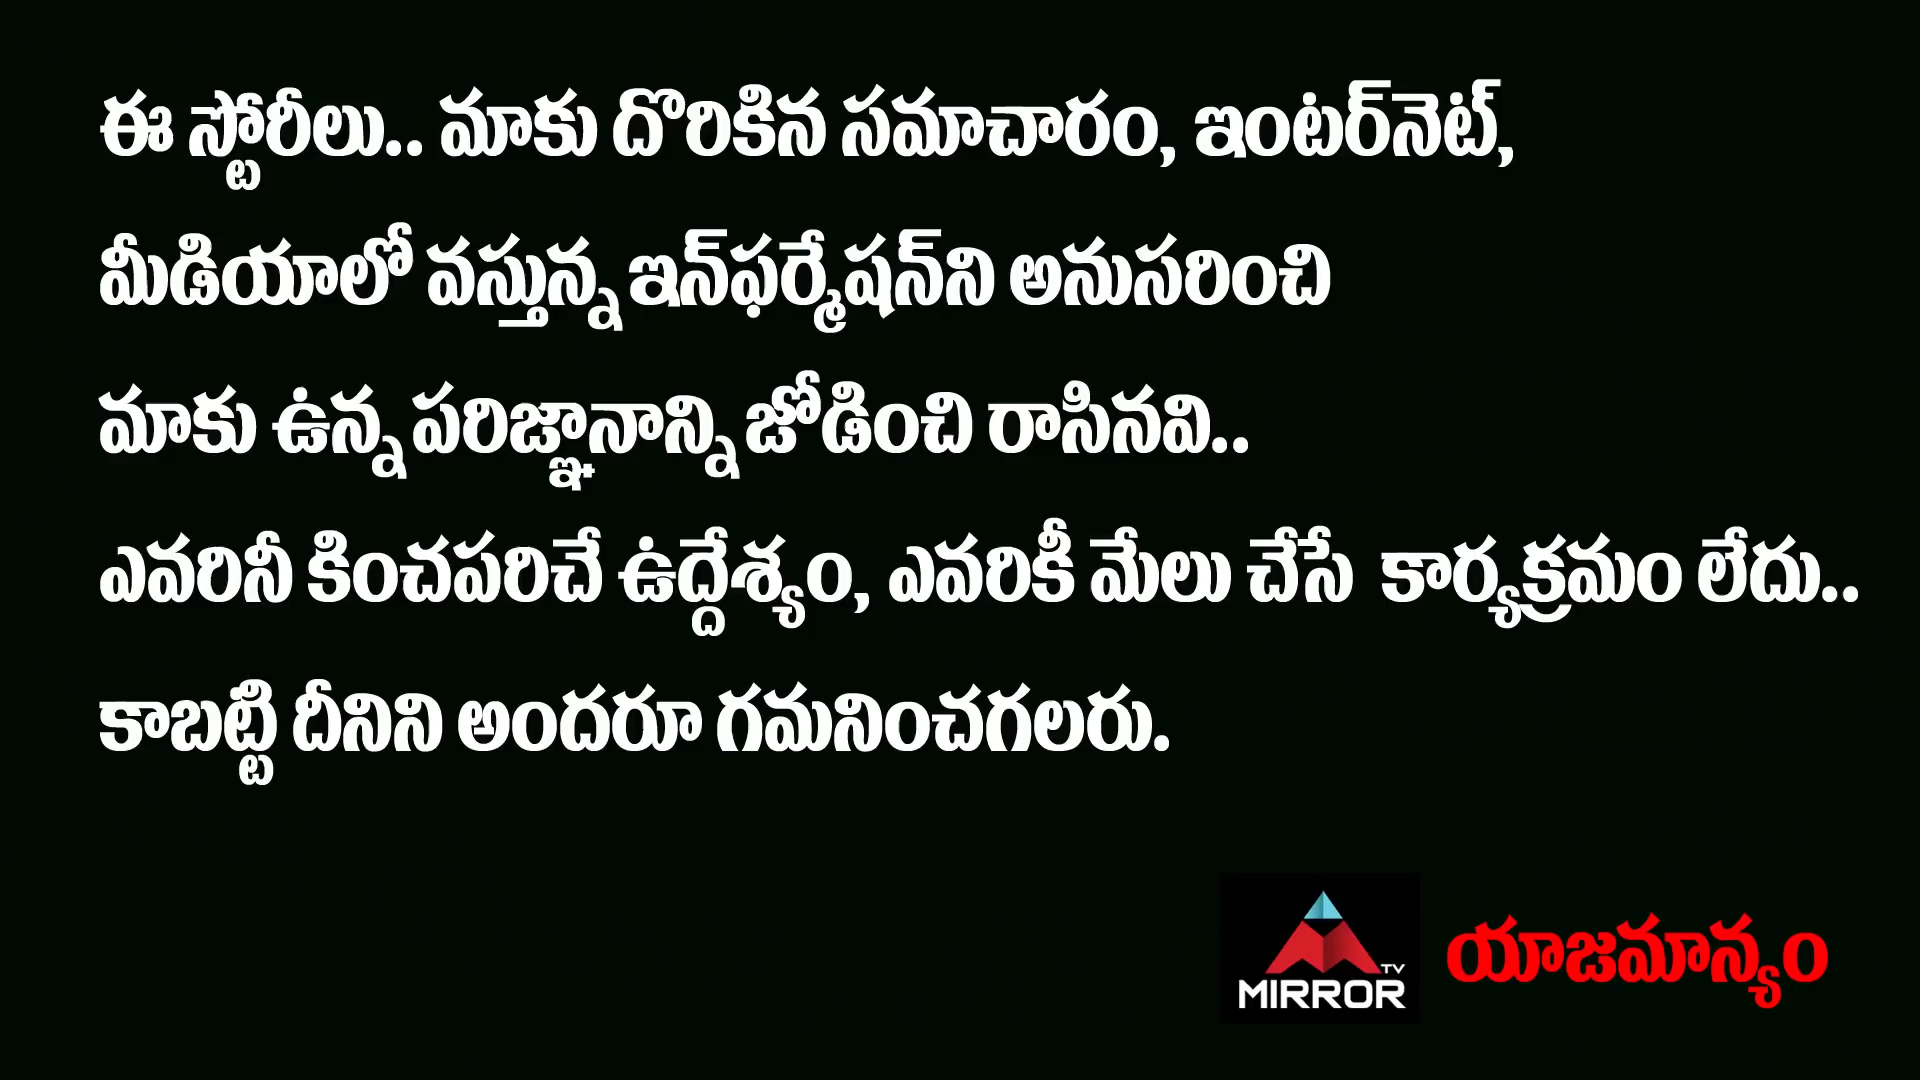 ఈ స్టోరీలు.. మాకు దొరికిన సమాచారం, ఇంటర్‌నెట్,
మీడియాలో వస్తున్న ఇన్‌ఫర్మేషన్‌ని అనుసరించి
మాకు ఉన్న పరిజ్ఞానాన్ని జోడించి రాసినవి..
ఎవరినీ కించపరిచే ఉద్దేశ్యం, ఎవరికీ మేలు చేసే కార్యక్రమం లేదు..
కాబట్టి దీనిని అందరూ గమనించగలరు.
MIRROR TV యాజమాన్యం